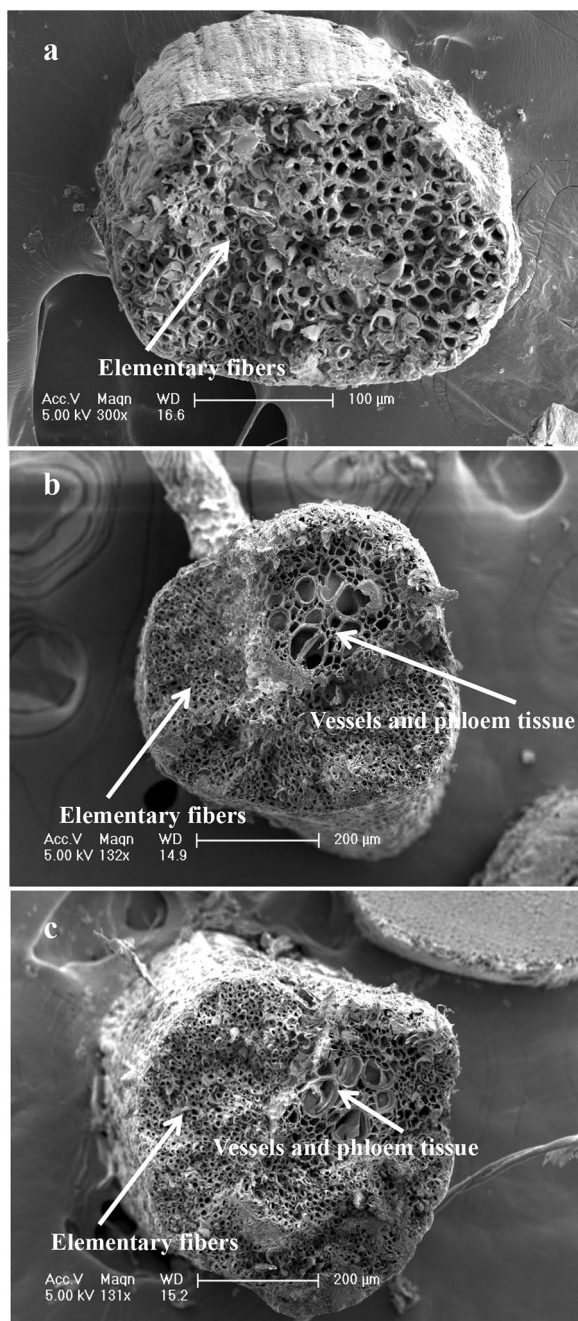 a
Elementary fibers
Acc.V Magn WD
5.00 kV 300x 16.6
100 µm
b
Vessels and phloem tissue
Elementary fibers
Acc.V Magn WD
5.00 kV 132x 14.9
200 µm
c
Vessels and phloem tissue
Elementary fibers
Acc.V Magn WD
5.00 kV 131x 15.2
200 µm